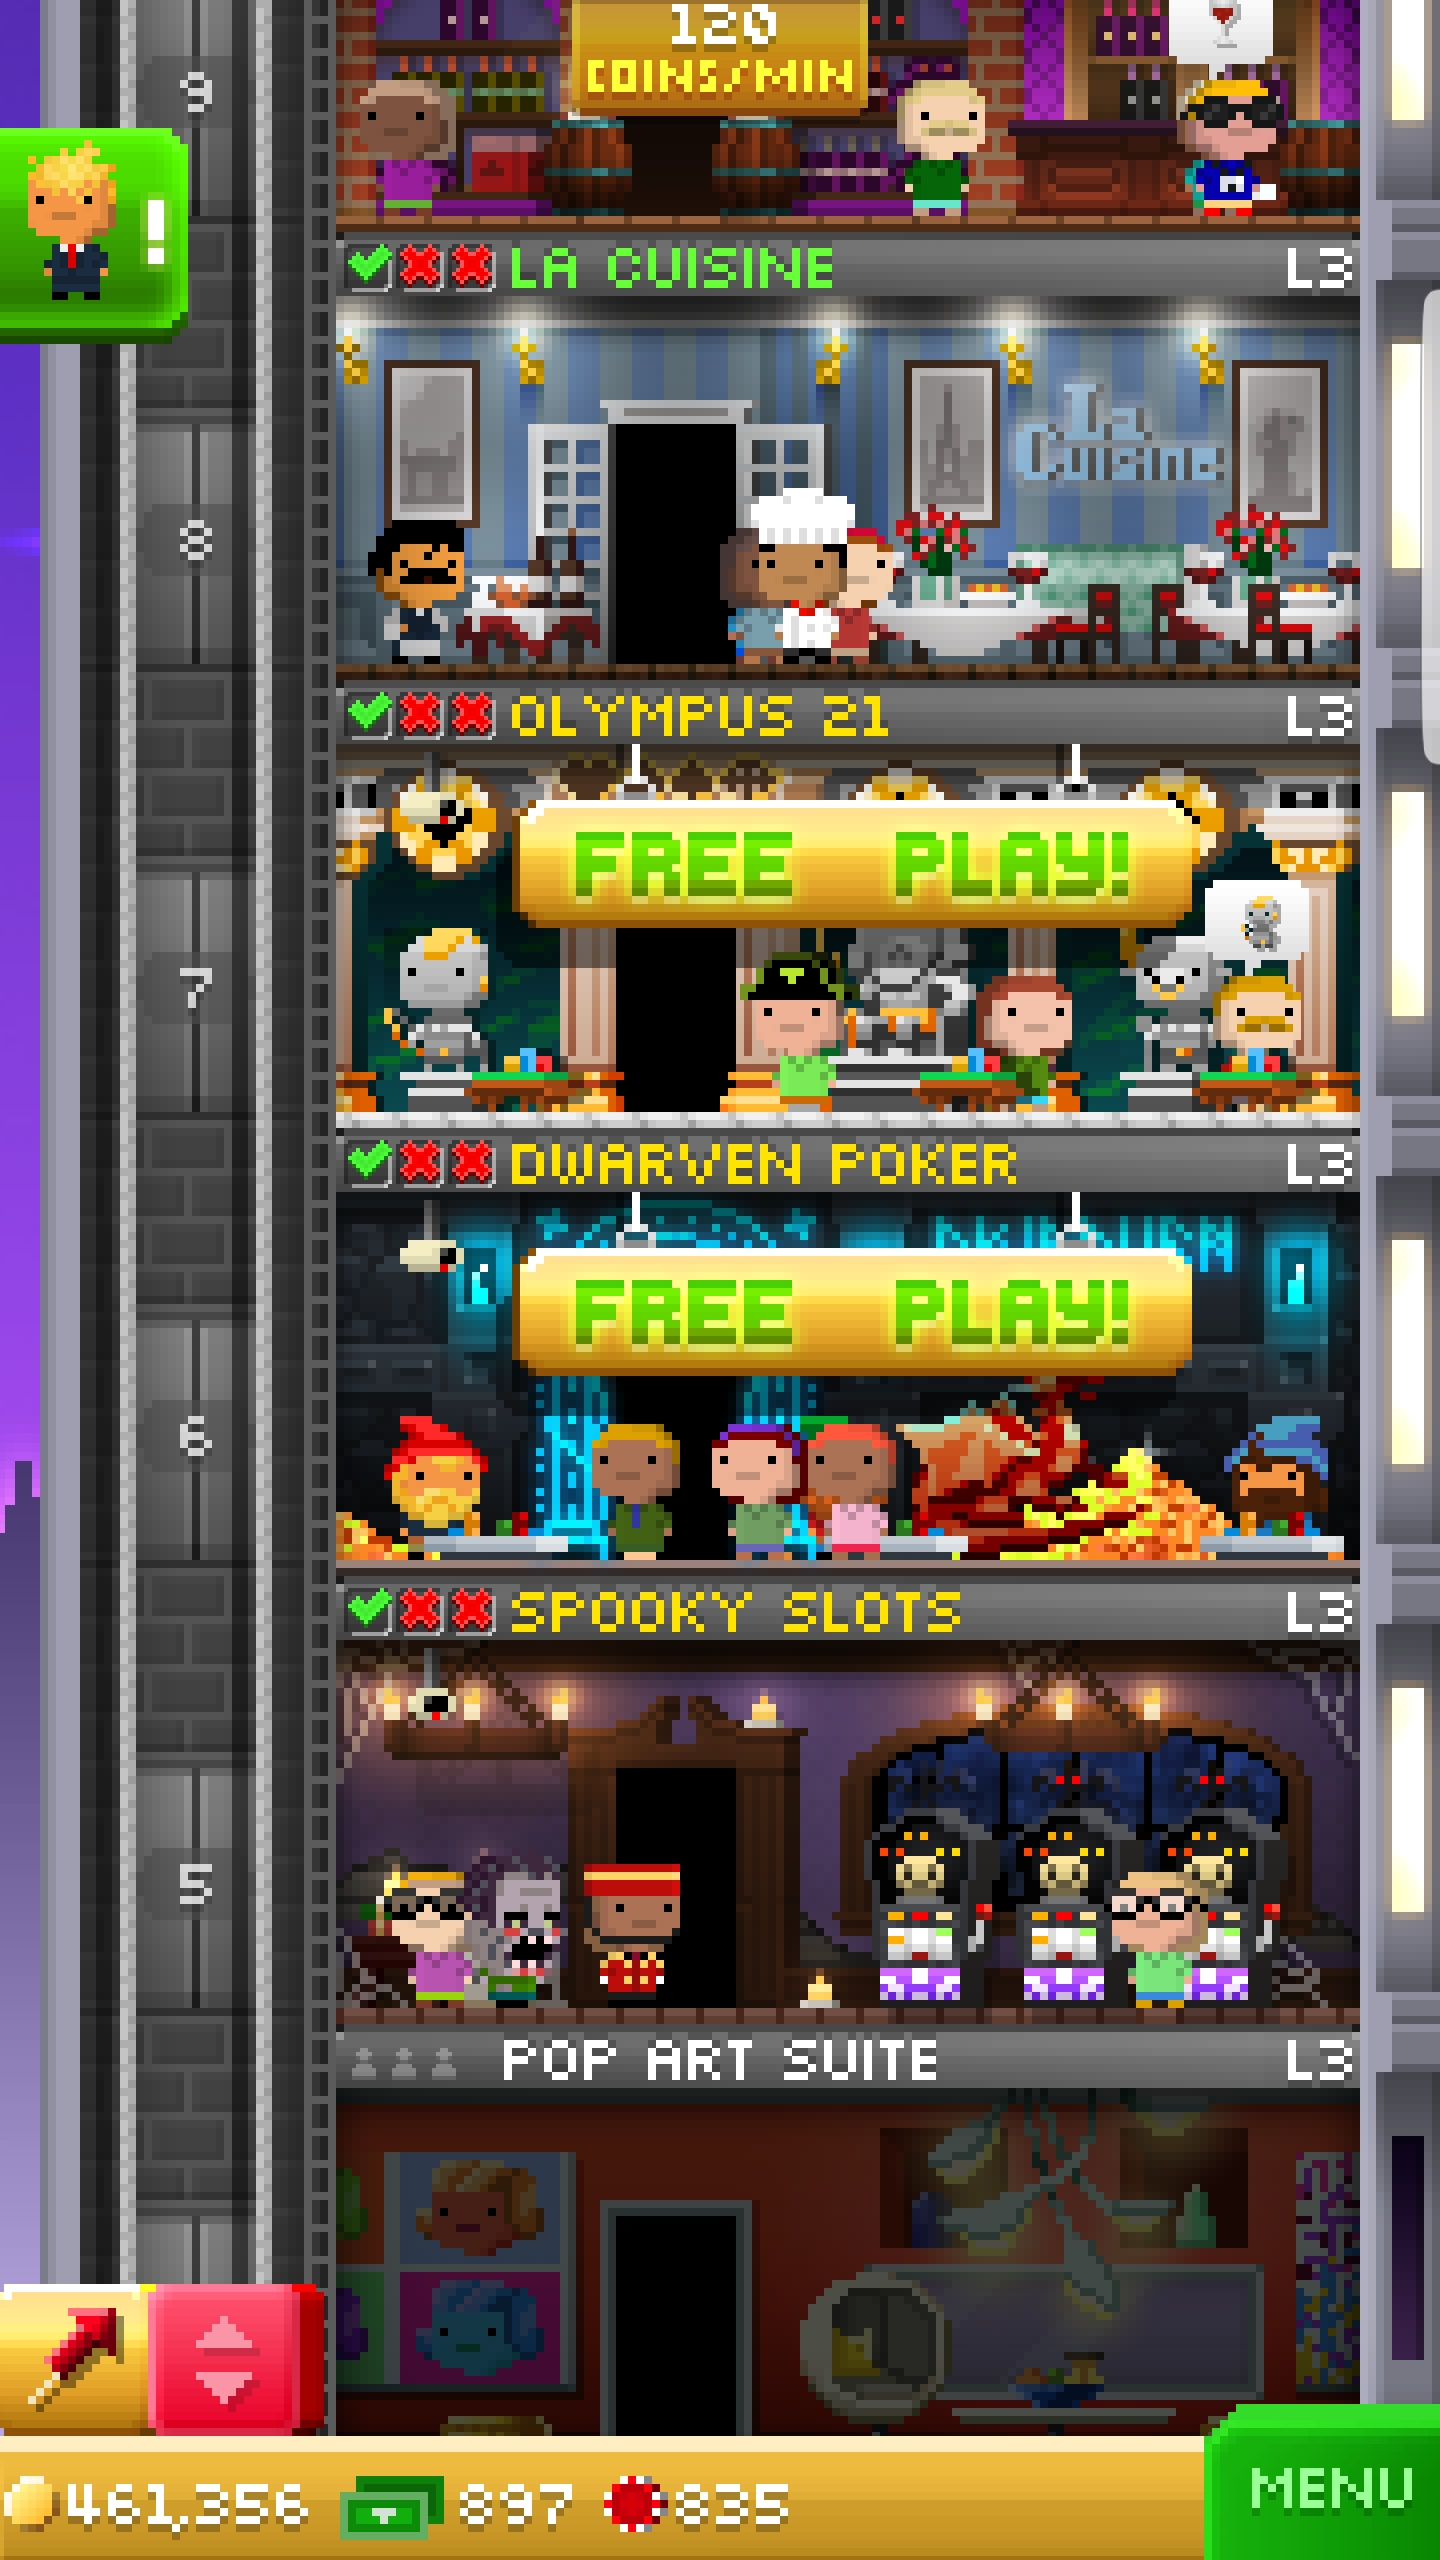 120
COINS/MIN
9
!
LA CUISINE L3
La
Cuisine
8
OLYMPUS 21 L3
FREE PLAY!
7
DWARVEN POKER L3
FREE PLAY!
6
SPOOKY SLOTS L3
5
POP ART SUITE L3
461,356 897 835
MENU